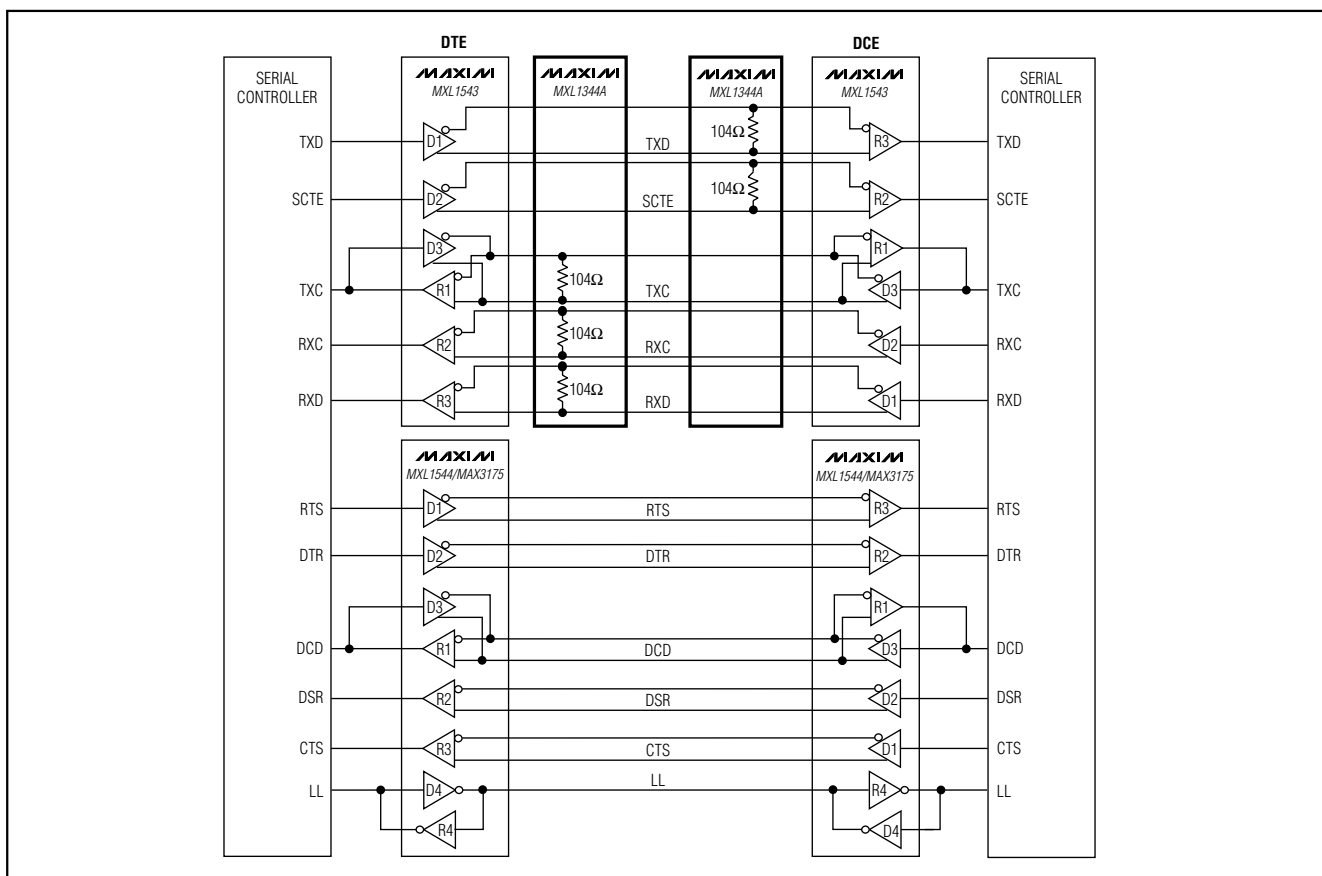 DTE
DCE
SERIAL
CONTROLLER
MAXIM
MXL1543
MAXIM
MXL1344A
MAXIM
MXL1344A
MAXIM
MXL1543
SERIAL
CONTROLLER
TXD
D1
TXD
104Ω
R3
TXD
SCTE
D2
SCTE
104Ω
R2
SCTE
D3
R1
TXC
R1
104Ω
TXC
D3
TXC
RXC
R2
104Ω
RXC
D2
RXC
RXD
R3
104Ω
RXD
D1
RXD
MAXIM
MXL1544/MAX3175
MAXIM
MXL1544/MAX3175
RTS
D1
RTS
R3
RTS
DTR
D2
DTR
R2
DTR
D3
R1
DCD
R1
DCD
D3
DCD
DSR
R2
DSR
D2
DSR
CTS
R3
CTS
D1
CTS
LL
D4
LL
R4
LL
R4
D4